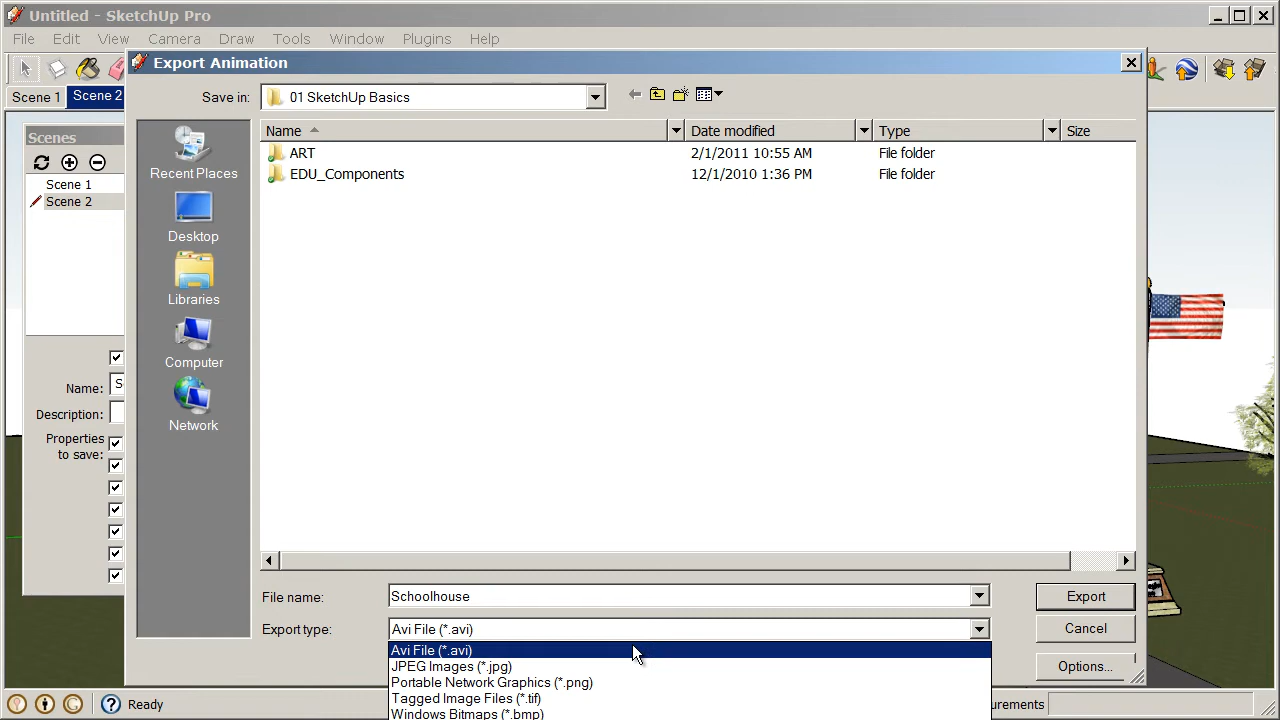 Untitled - SketchUp Pro
File Edit View Camera Draw Tools Window Plugins Help
Export Animation
Scene 1 Scene 2
Save in: 01 SketchUp Basics
Scenes
Scene 1
Scene 2
Name:
Description:
Properties
to save:
Recent Places
Desktop
Libraries
Computer
Network
Name Date modified Type Size
ART 2/1/2011 10:55 AM File folder
EDU_Components 12/1/2010 1:36 PM File folder
File name: Schoolhouse Export
Export type: Avi File (*.avi) Cancel
Avi File (*.avi)
JPEG Images (*.jpg) Options...
Portable Network Graphics (*.png)
Tagged Image Files (*.tif)
Windows Bitmaps (*.bmp)
Ready